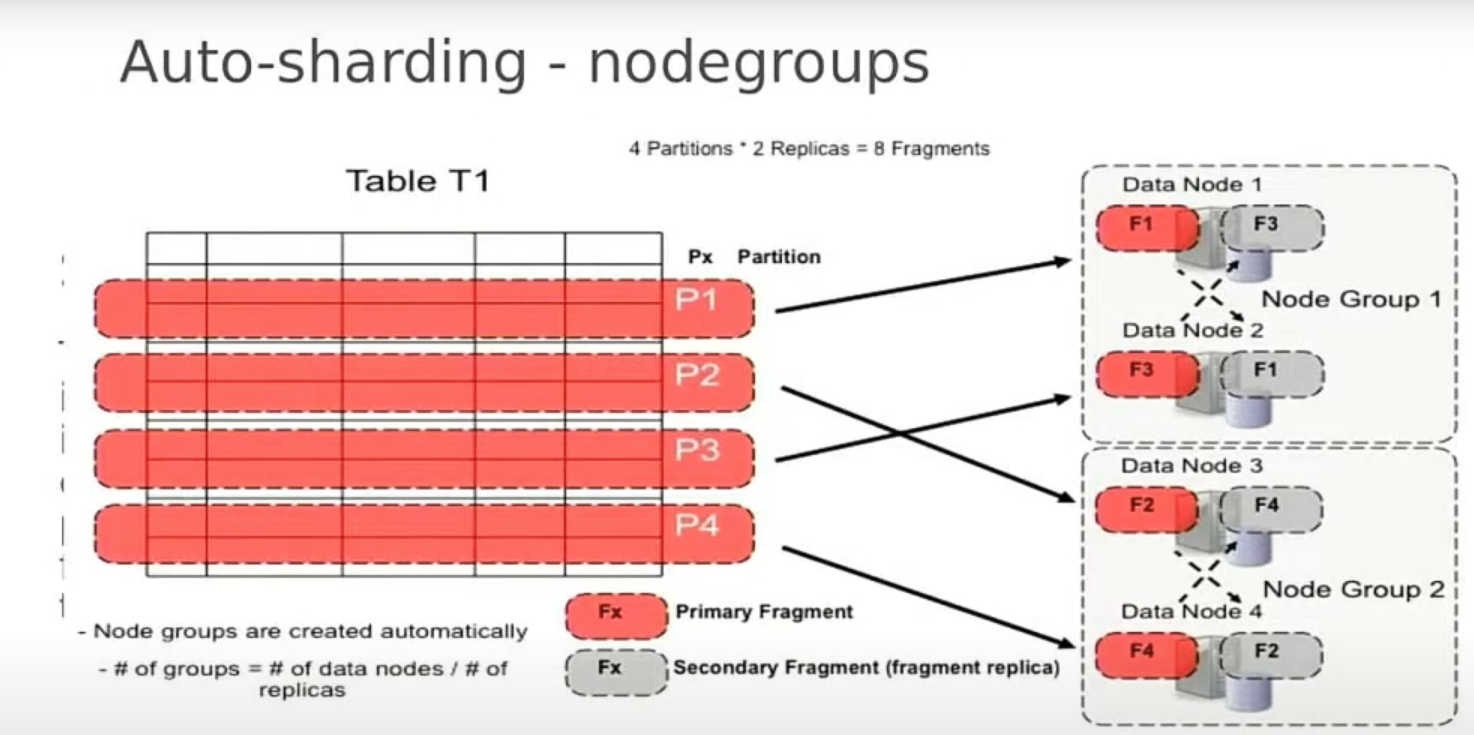 Auto-sharding - nodegroups
4 Partitions * 2 Replicas = 8 Fragments
Table T1
Px Partition
P1
P2
P3
P4
Data Node 1
F1 F3
Node Group 1
Data Node 2
F3 F1
Data Node 3
F2 F4
Node Group 2
Data Node 4
F4 F2
- Node groups are created automatically
- # of groups = # of data nodes / # of
replicas
Fx Primary Fragment
Fx Secondary Fragment (fragment replica)